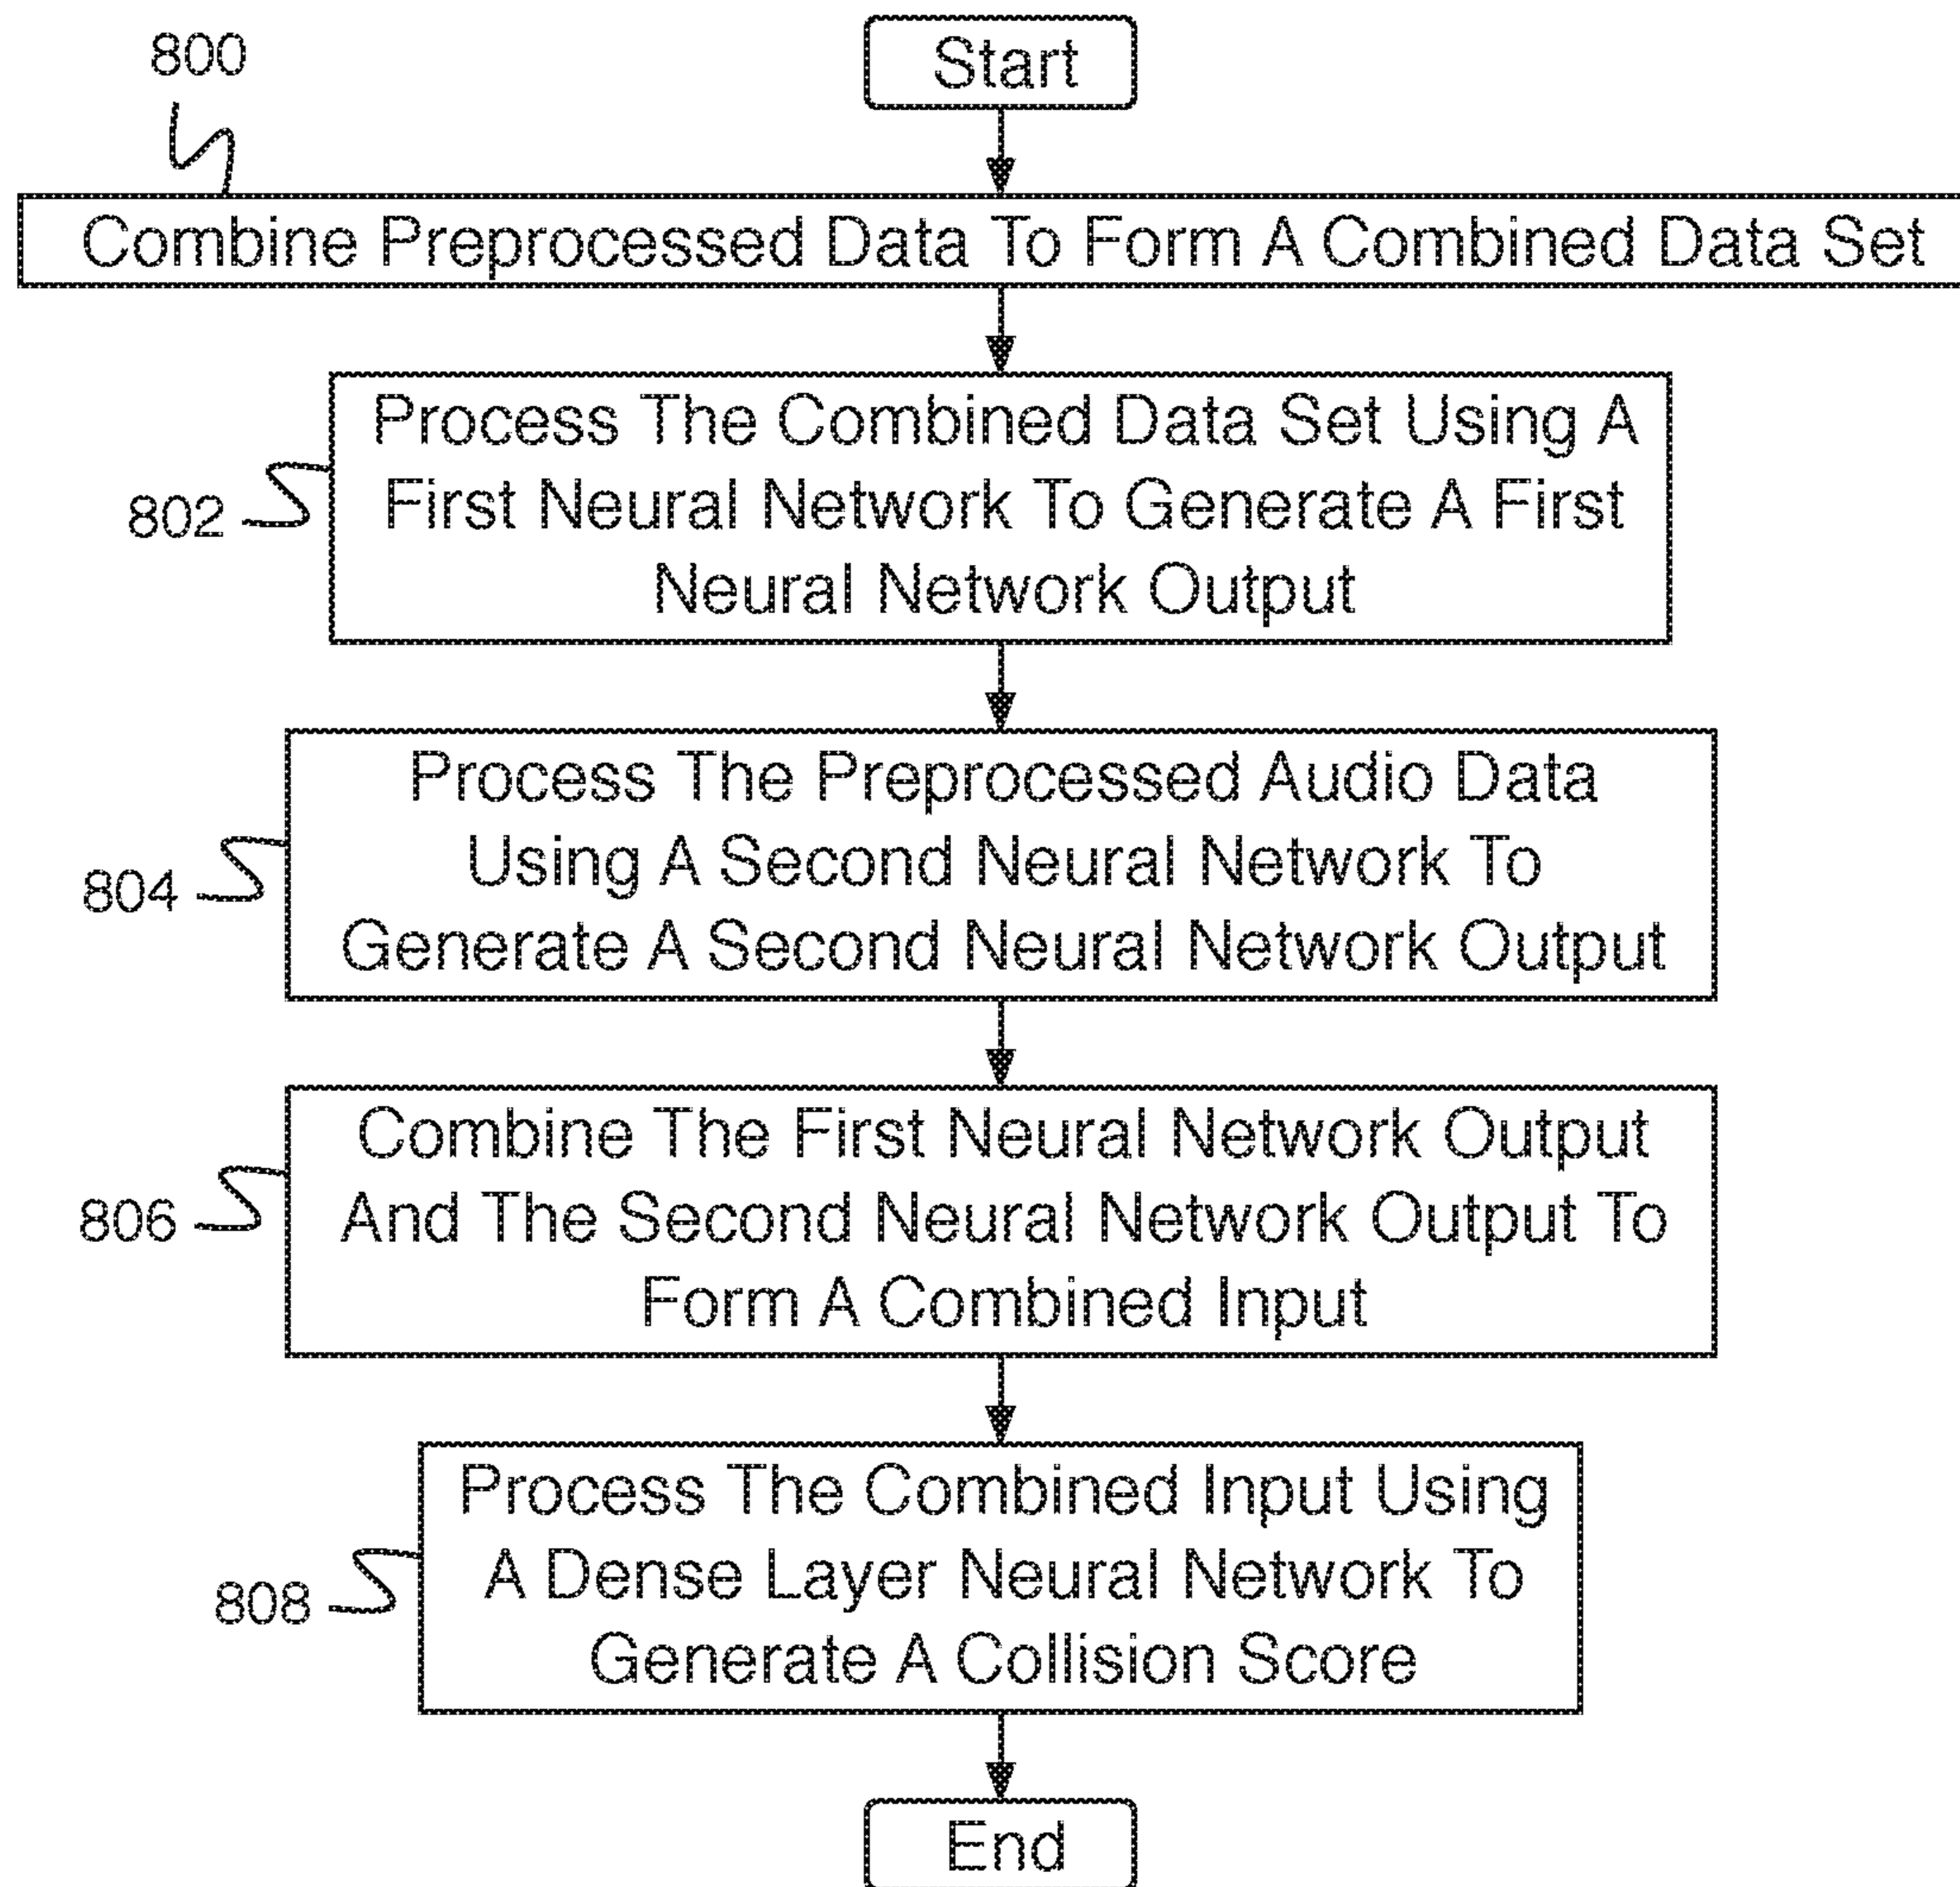 800
Start
Combine Preprocessed Data To Form A Combined Data Set
Process The Combined Data Set Using A
First Neural Network To Generate A First
Neural Network Output
802
Process The Preprocessed Audio Data
Using A Second Neural Network To
Generate A Second Neural Network Output
804
Combine The First Neural Network Output
And The Second Neural Network Output To
Form A Combined Input
806
Process The Combined Input Using
A Dense Layer Neural Network To
Generate A Collision Score
808
End